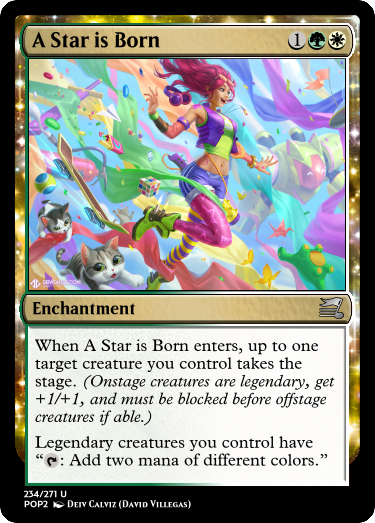 A Star is Born
1
DEIVCALVIZ.COM
Enchantment
When A Star is Born enters, up to one
target creature you control takes the
stage. (Onstage creatures are legendary, get
+1/+1, and must be blocked before offstage
creatures if able.)
Legendary creatures you control have
“: Add two mana of different colors.”
234/271 U
POP2 Deiv Calviz (David Villegas)